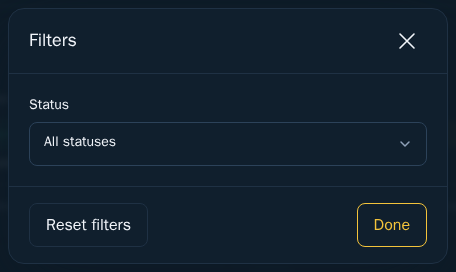 Filters
Status
All statuses
Reset filters
Done